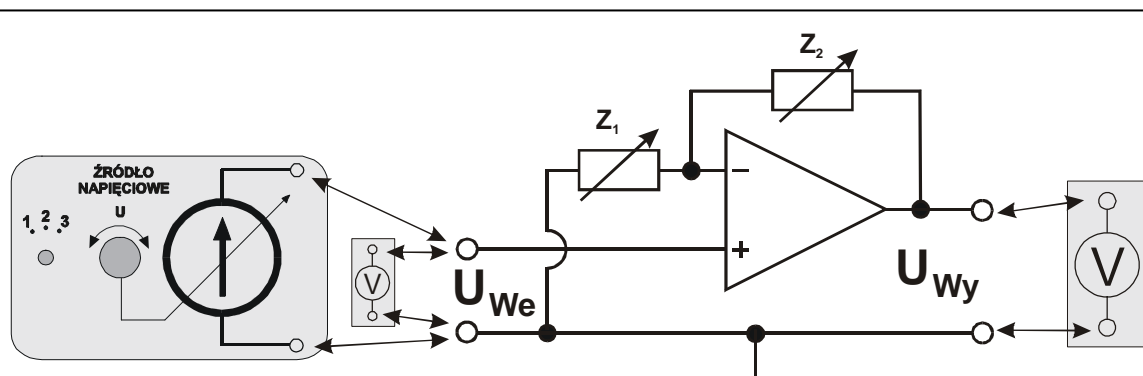 ŹRÓDŁO
NAPIĘCIOWE
U
1 2 3
V
U We
Z1
Z2
−
+
U Wy
V